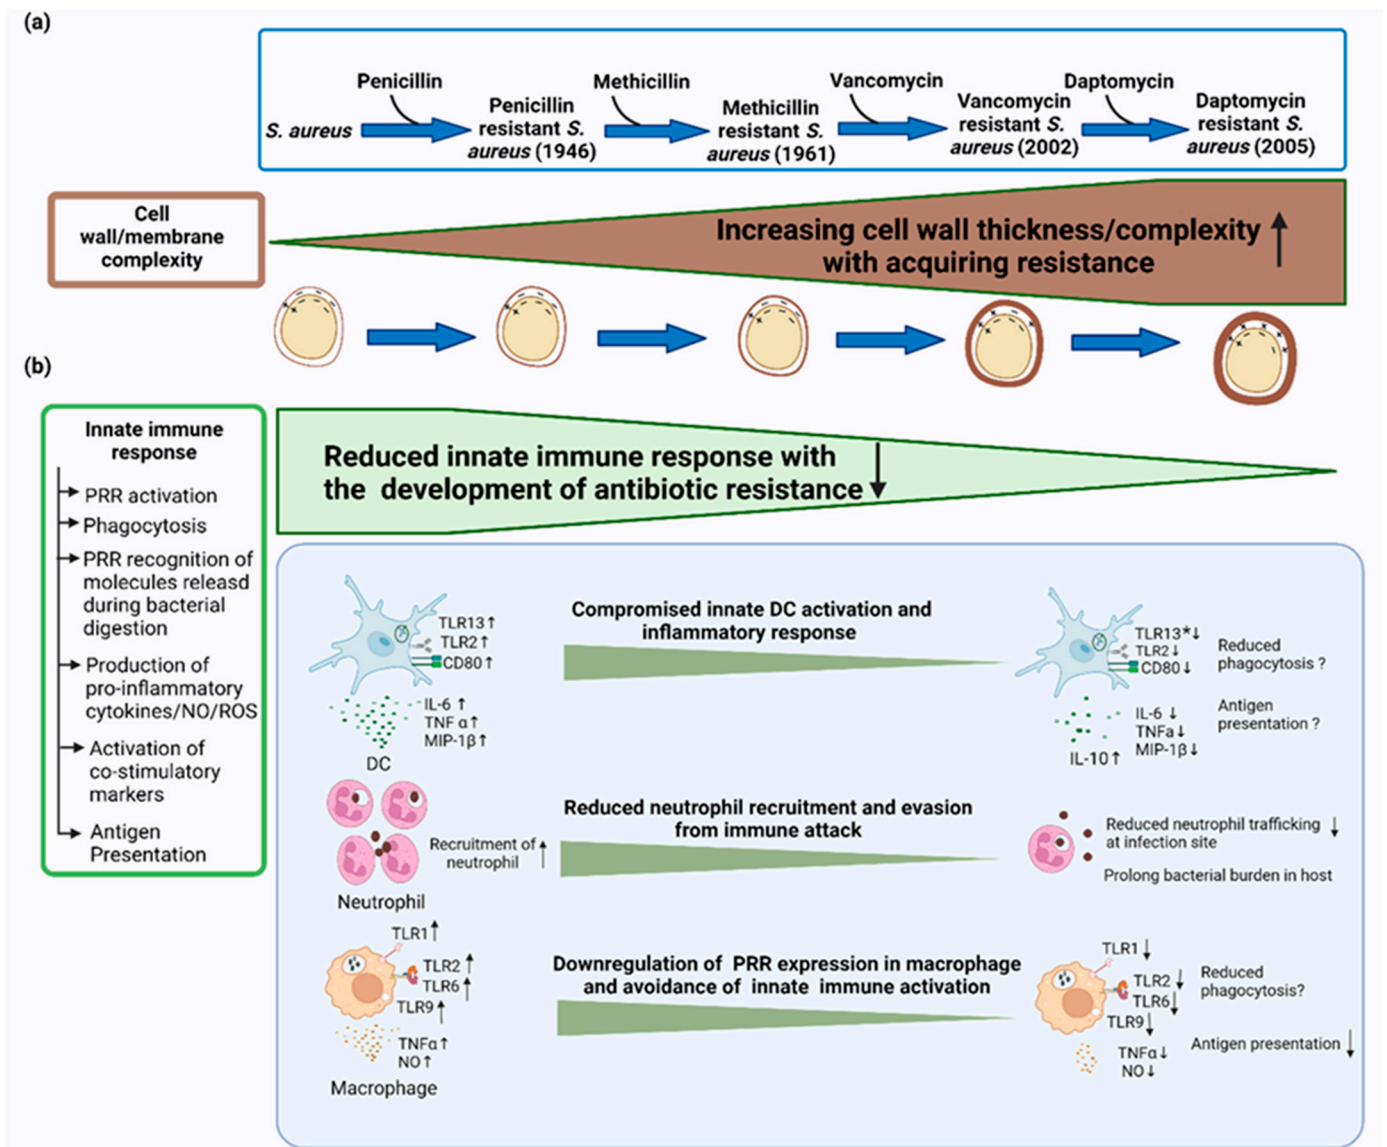 (a)
Penicillin
Methicillin
Vancomycin
Daptomycin
S. aureus
Penicillin
resistant S.
aureus (1946)
Methicillin
resistant S.
aureus (1961)
Vancomycin
resistant S.
aureus (2002)
Daptomycin
resistant S.
aureus (2005)
Cell
wall/membrane
complexity
Increasing cell wall thickness/complexity ↑
with acquiring resistance
(b)
Innate immune
response
PRR activation
Phagocytosis
PRR recognition of
molecules releasd
during bacterial
digestion
Production of
pro-inflammatory
cytokines/NO/ROS
Activation of
co-stimulatory
markers
Antigen
Presentation
Reduced innate immune response with
the development of antibiotic resistance ↓
TLR13↑
TLR2↑
CD80↑
IL-6 ↑
TNF α↑
MIP-1β↑
DC
Compromised innate DC activation and
inflammatory response
TLR13*↓
TLR2↓
CD80↓
Reduced
phagocytosis ?
IL-6 ↓
TNFa↓
MIP-1β↓
IL-10↑
Antigen
presentation ?
Recruitment of
neutrophil ↑
Neutrophil
Reduced neutrophil recruitment and evasion
from immune attack
Reduced neutrophil trafficking ↓
at infection site
Prolong bacterial burden in host
TLR1↑
TLR2↑
TLR6↑
TLR9↑
TNFα↑
NO↑
Macrophage
Downregulation of PRR expression in macrophage
and avoidance of innate immune activation
TLR1↓
TLR2↓
TLR6↓
TLR9↓
Reduced
phagocytosis?
TNFα↓
NO↓
Antigen presentation ↓